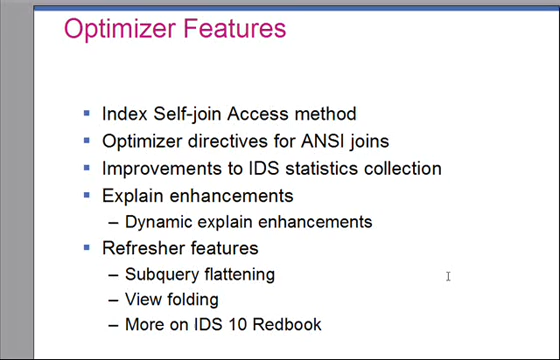 Optimizer Features
▪ Index Self-join Access method
▪ Optimizer directives for ANSI joins
▪ Improvements to IDS statistics collection
▪ Explain enhancements
– Dynamic explain enhancements
▪ Refresher features
– Subquery flattening
– View folding
– More on IDS 10 Redbook